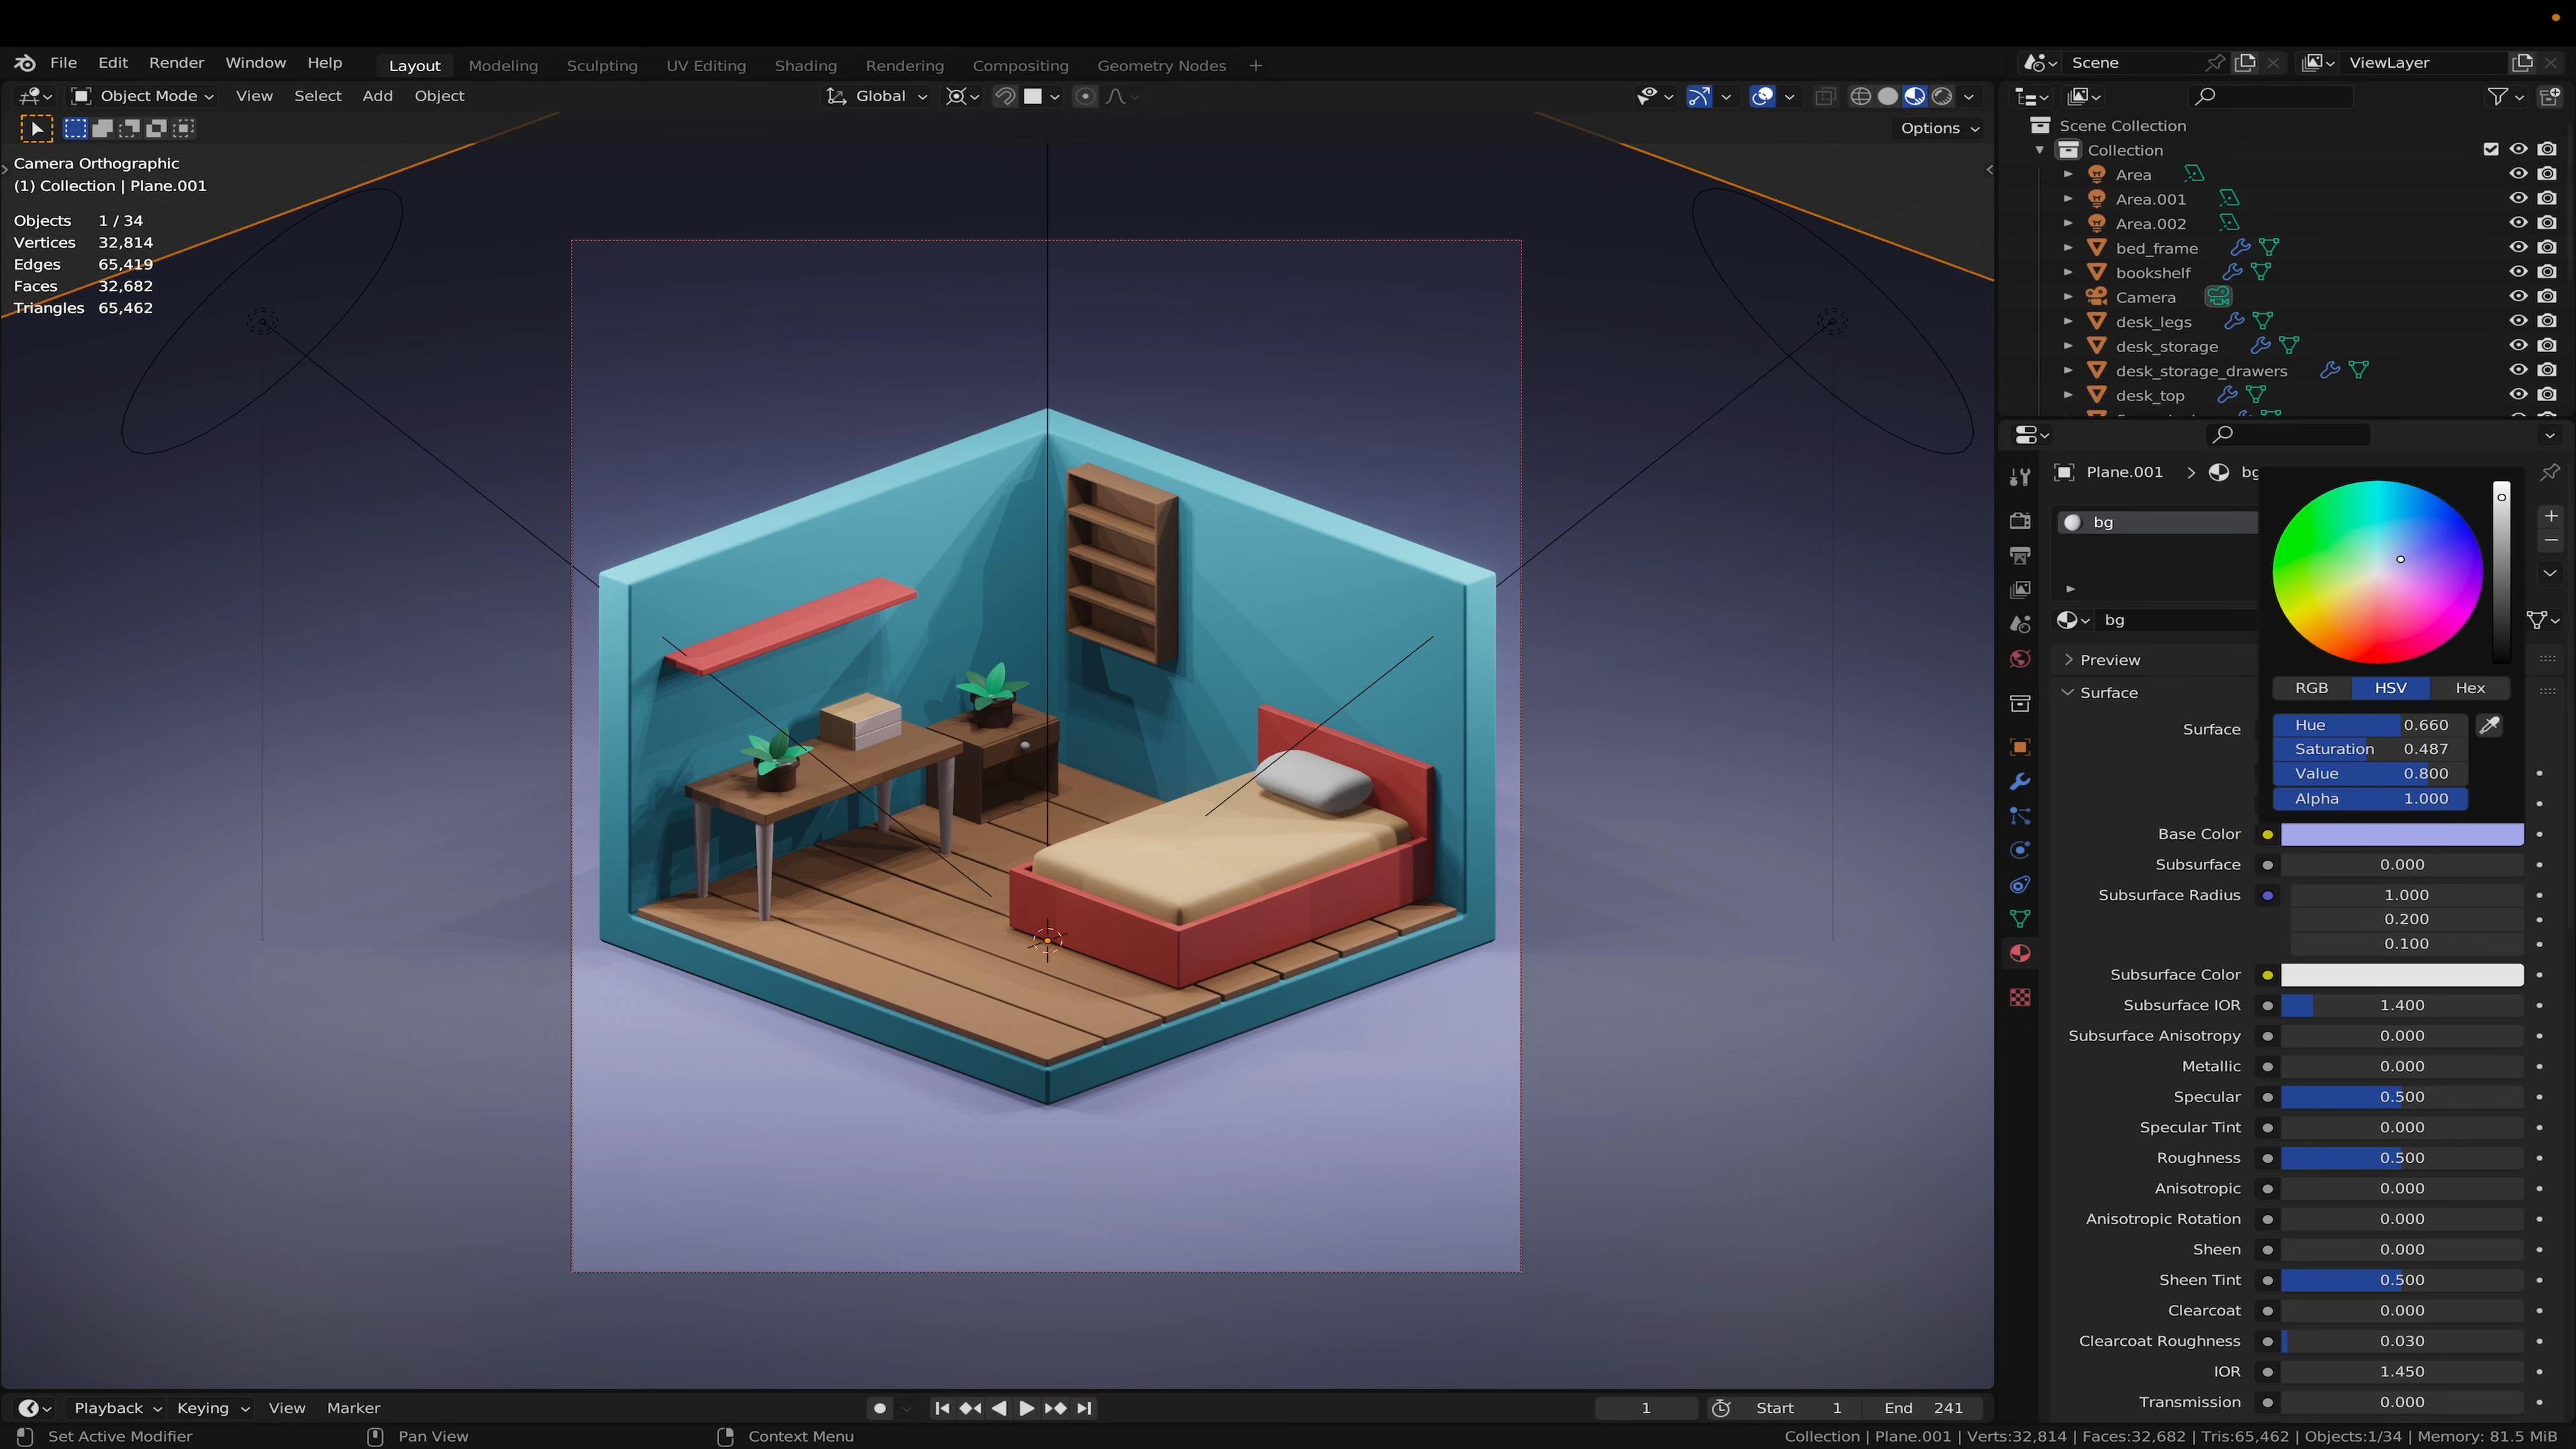 File Edit Render Window Help Layout Modeling Sculpting UV Editing Shading Rendering Compositing Geometry Nodes + Scene ViewLayer
Object Mode View Select Add Object Global
Options
Camera Orthographic
(1) Collection | Plane.001
Objects 1 / 34
Vertices 32,814
Edges 65,419
Faces 32,682
Triangles 65,462
Scene Collection
Collection
Area
Area.001
Area.002
bed_frame
bookshelf
Camera
desk_legs
desk_storage
desk_storage_drawers
desk_top
Plane.001 > bg
bg
bg
Preview
Surface
Surface
RGB HSV Hex
Hue 0.660
Saturation 0.487
Value 0.800
Alpha 1.000
Base Color
Subsurface 0.000
Subsurface Radius 1.000
0.200
0.100
Subsurface Color
Subsurface IOR 1.400
Subsurface Anisotropy 0.000
Metallic 0.000
Specular 0.500
Specular Tint 0.000
Roughness 0.500
Anisotropic 0.000
Anisotropic Rotation 0.000
Sheen 0.000
Sheen Tint 0.500
Clearcoat 0.000
Clearcoat Roughness 0.030
IOR 1.450
Transmission 0.000
Playback Keying View Marker 1 Start 1 End 241
Set Active Modifier Pan View Context Menu Collection | Plane.001 | Verts:32,814 | Faces:32,682 | Tris:65,462 | Objects:1/34 | Memory: 81.5 MiB